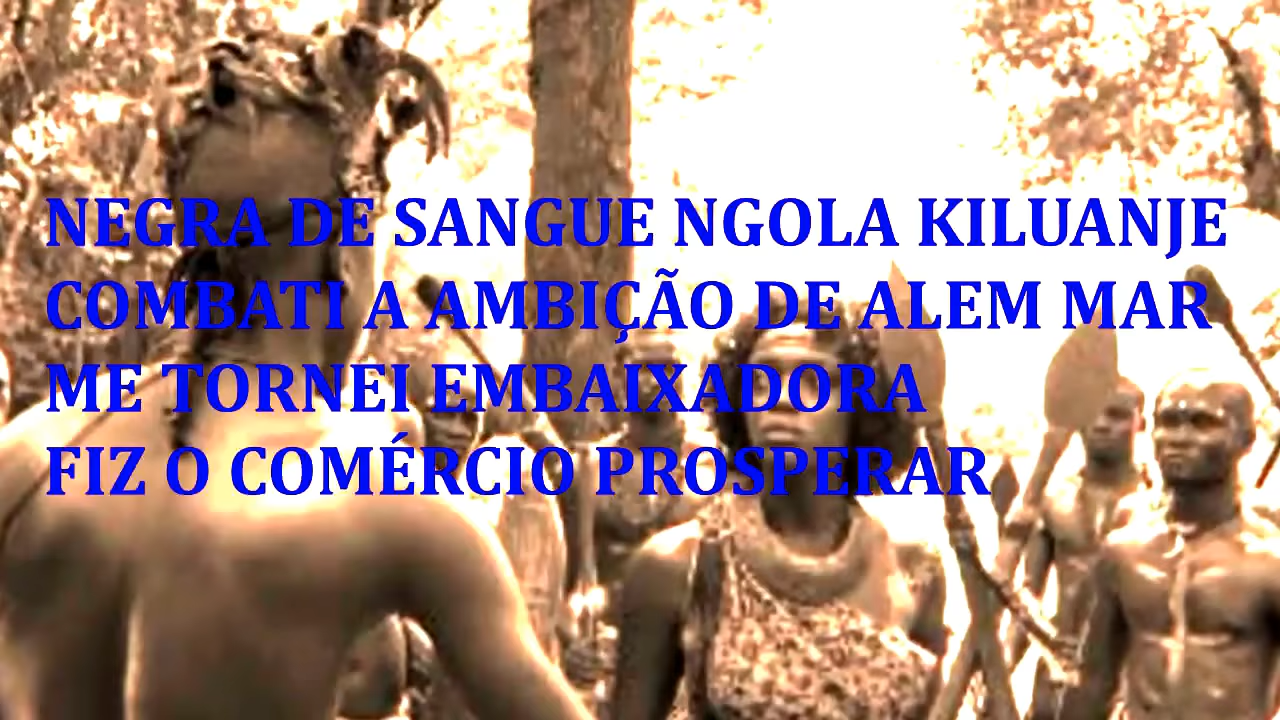 NEGRA DE SANGUE NGOLA KILUANJE
COMBATI A AMBIÇÃO DE ALEM MAR
ME TORNEI EMBAIXADORA
FIZ O COMÉRCIO PROSPERAR